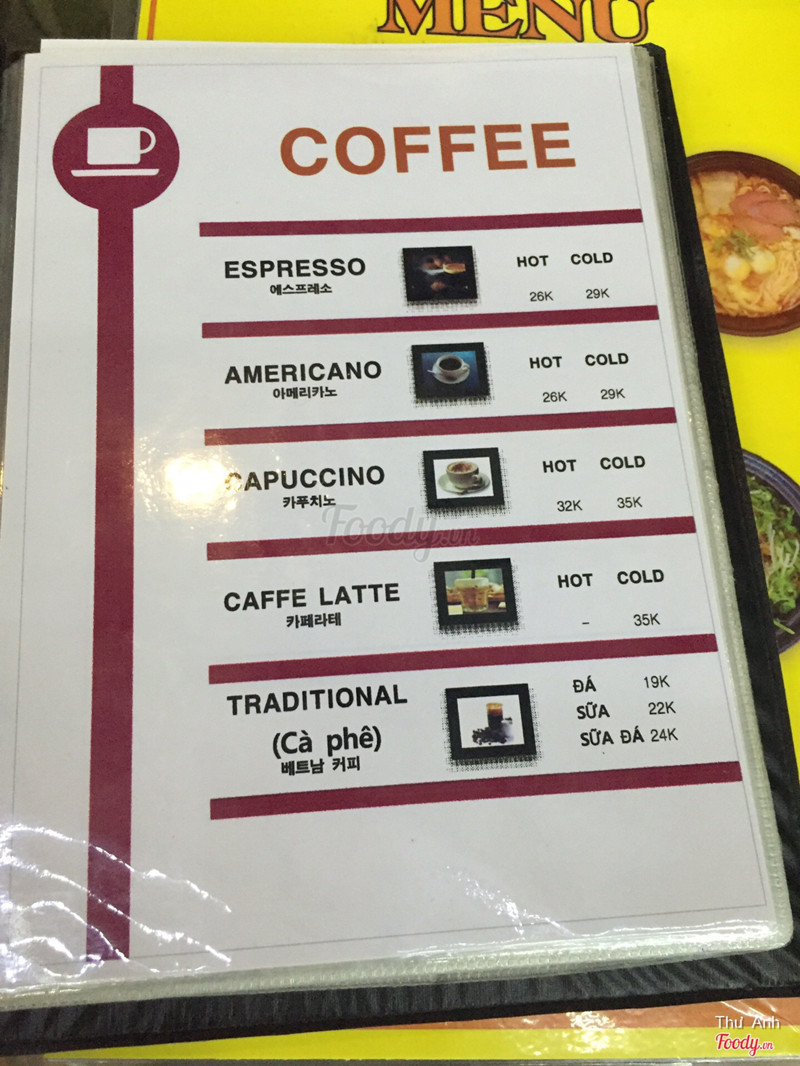 MENU
COFFEE
ESPRESSO
에스프레소
HOT COLD
26K 29K
AMERICANO
아메리카노
HOT COLD
26K 29K
CAPUCCINO
카푸치노
HOT COLD
32K 35K
CAFFE LATTE
카페라테
HOT COLD
– 35K
TRADITIONAL
(Cà phê)
베트남 커피
ĐÁ 19K
SỮA 22K
SỮA ĐÁ 24K
Foody.vn
Thư Anh
Foody.vn